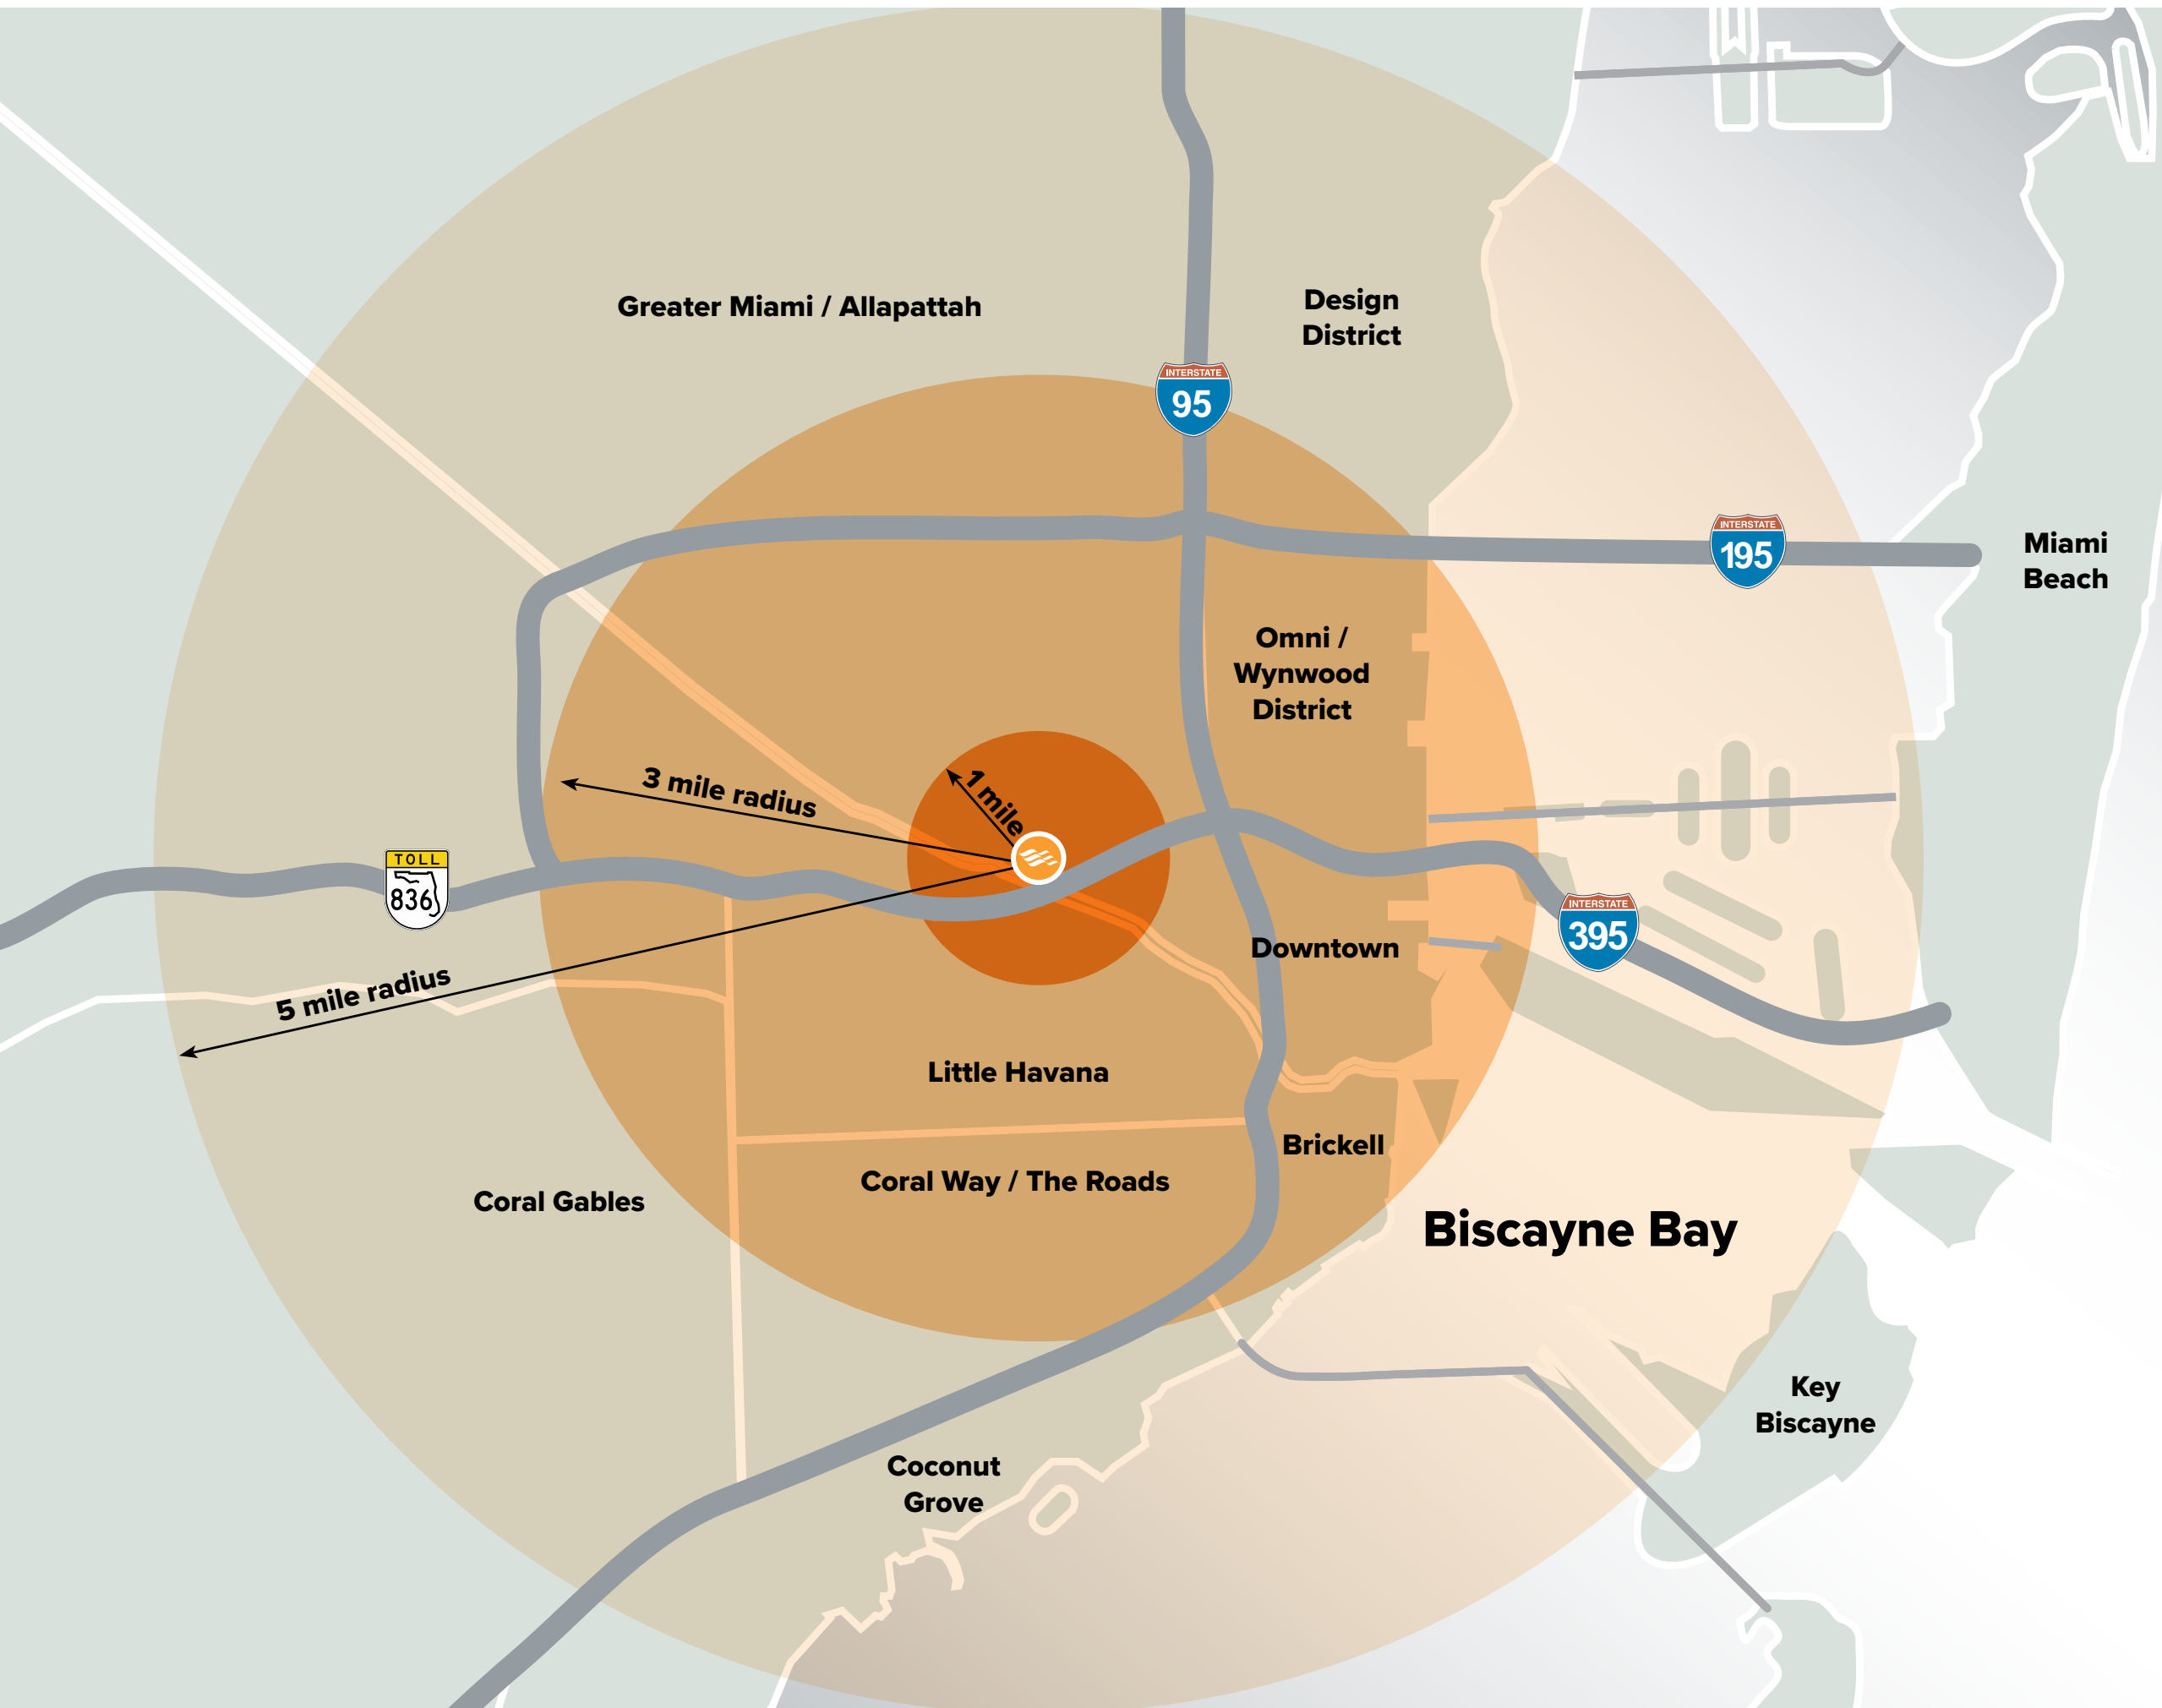 Greater Miami / Allapattah
Design
District
INTERSTATE
95
INTERSTATE
195
Miami
Beach
Omni /
Wynwood
District
3 mile radius
1 mile
TOLL
836
INTERSTATE
395
Downtown
5 mile radius
Little Havana
Brickell
Coral Way / The Roads
Coral Gables
Biscayne Bay
Key
Biscayne
Coconut
Grove